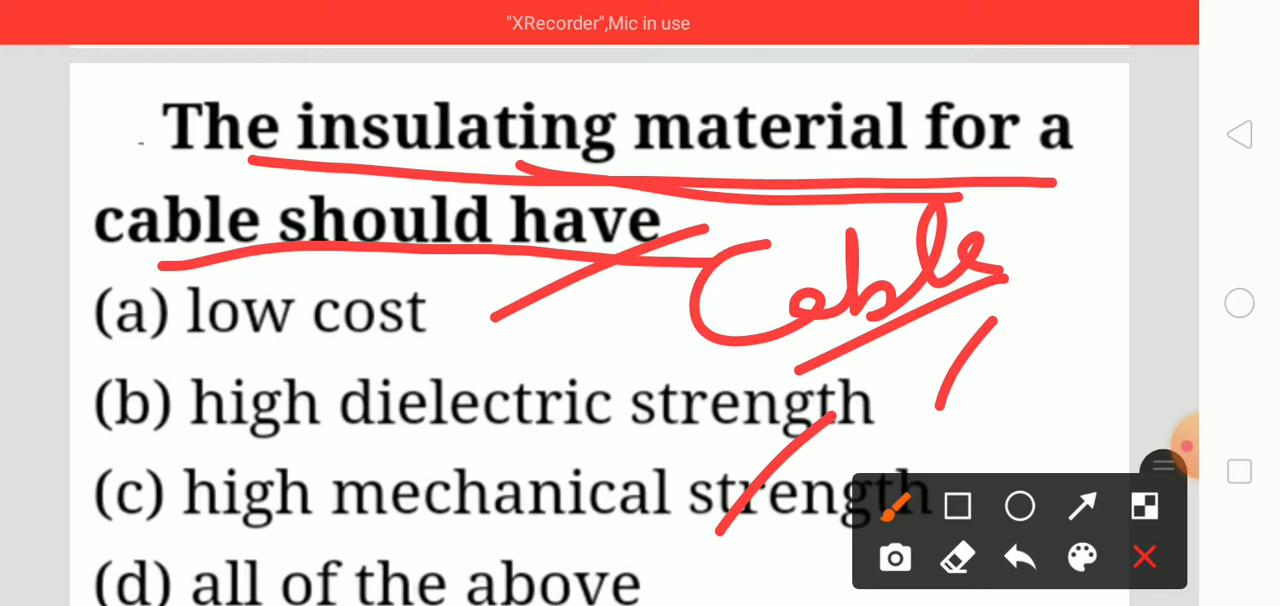 "XRecorder",Mic in use
The insulating material for a
cable should have
Cable
(a) low cost
(b) high dielectric strength
(c) high mechanical strength
(d) all of the above